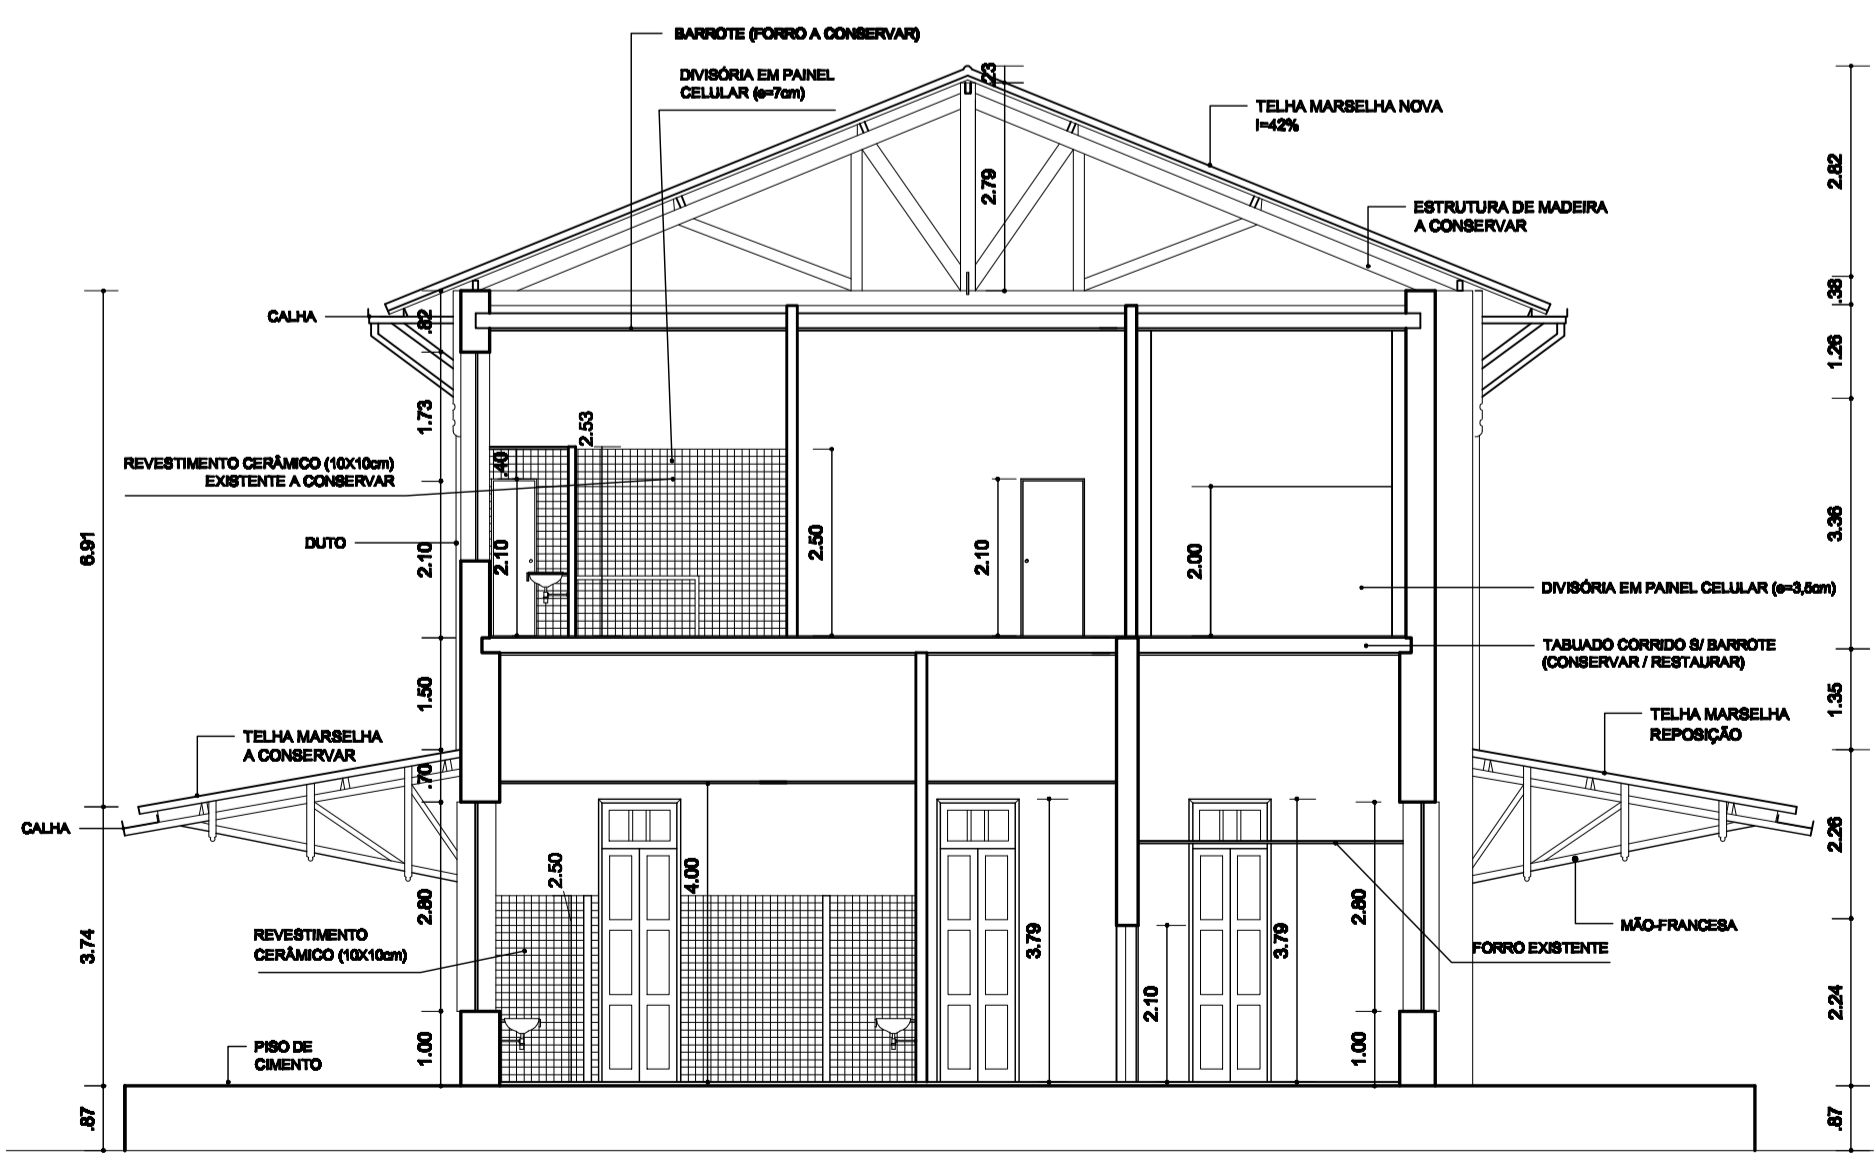 BARROTE (FORRO A CONSERVAR)
DIVISÓRIA EM PAINEL
CELULAR (e=7cm)
.23
TELHA MARSELHA NOVA
I=42%
2.79
2.82
ESTRUTURA DE MADEIRA
A CONSERVAR
.38
CALHA
.82
1.26
1.73
2.53
.40
REVESTIMENTO CERÂMICO (10X10cm)
EXISTENTE A CONSERVAR
6.91
DUTO
2.10
2.10
2.50
2.10
2.00
3.36
DIVISÓRIA EM PAINEL CELULAR (e=3,5cm)
TABUADO CORRIDO S/ BARROTE
(CONSERVAR / RESTAURAR)
1.50
1.35
TELHA MARSELHA
A CONSERVAR
TELHA MARSELHA
REPOSIÇÃO
.70
CALHA
2.26
2.50
4.00
2.80
2.80
MÃO-FRANCESA
FORRO EXISTENTE
REVESTIMENTO
CERÂMICO (10X10cm)
3.74
3.79
3.79
2.10
2.24
1.00
1.00
PISO DE
CIMENTO
.87
.87